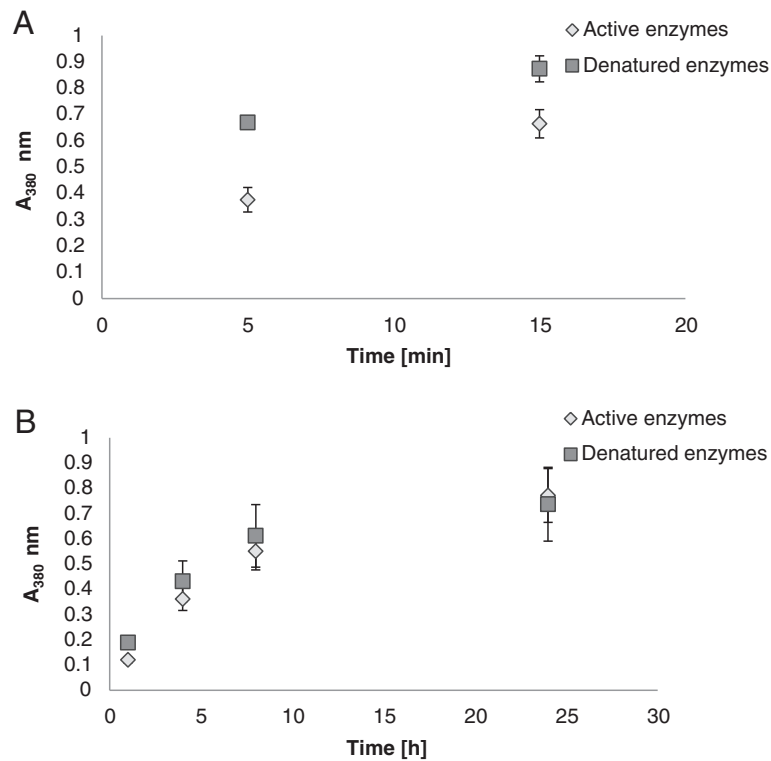 A
Active enzymes
Denatured enzymes
1
0.9
0.8
0.7
0.6
0.5
0.4
0.3
0.2
0.1
0
A380 nm
0 5 10 15 20
Time [min]
B
Active enzymes
Denatured enzymes
1
0.9
0.8
0.7
0.6
0.5
0.4
0.3
0.2
0.1
0
A380 nm
0 5 10 15 20 25 30
Time [h]